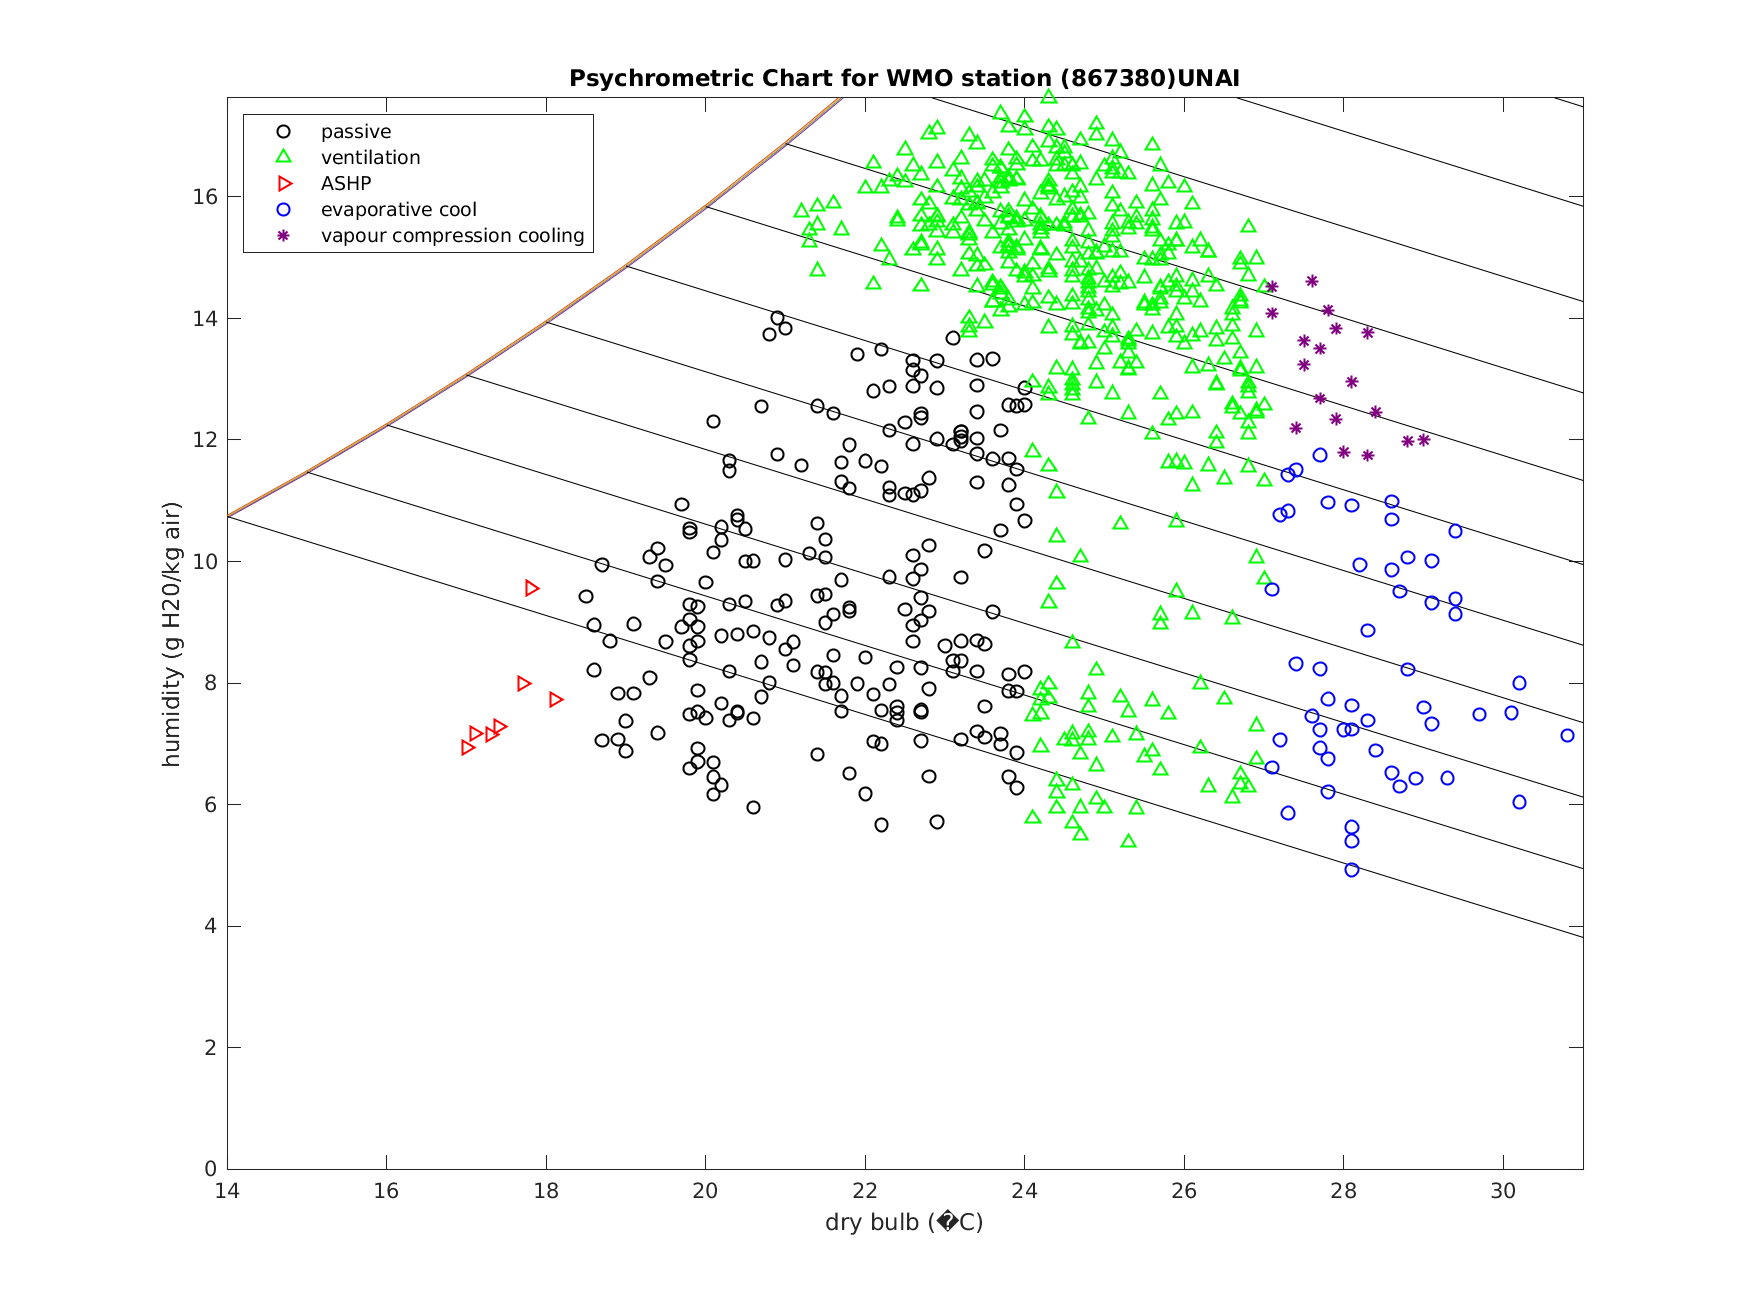 Psychrometric Chart for WMO station (867380)UNAI
passive
ventilation
ASHP
evaporative cool
vapour compression cooling
16
14
12
10
8
6
4
2
0
humidity (g H20/kg air)
14 16 18 20 22 24 26 28 30
dry bulb (�C)